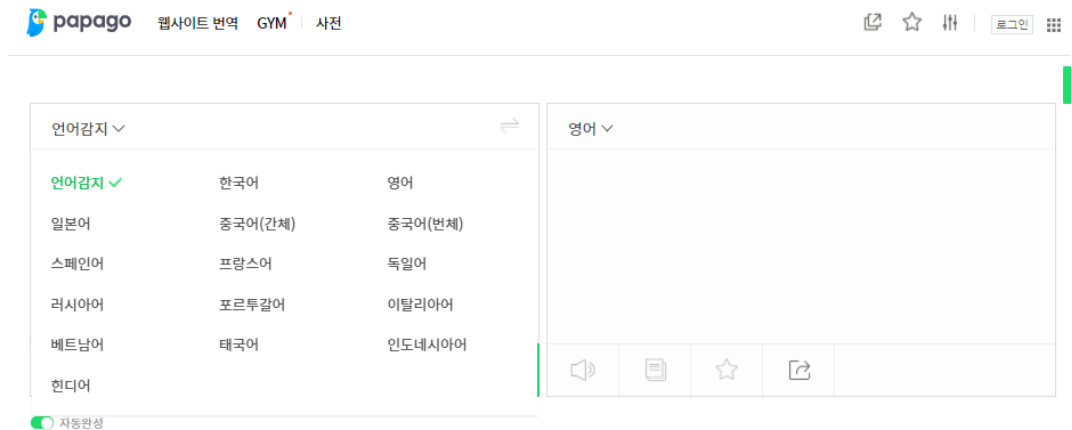 papago 웹사이트 번역 GYM 사전 로그인
언어감지 영어
언어감지 한국어 영어
일본어 중국어(간체) 중국어(번체)
스페인어 프랑스어 독일어
러시아어 포르투갈어 이탈리아어
베트남어 태국어 인도네시아어
힌디어
자동완성